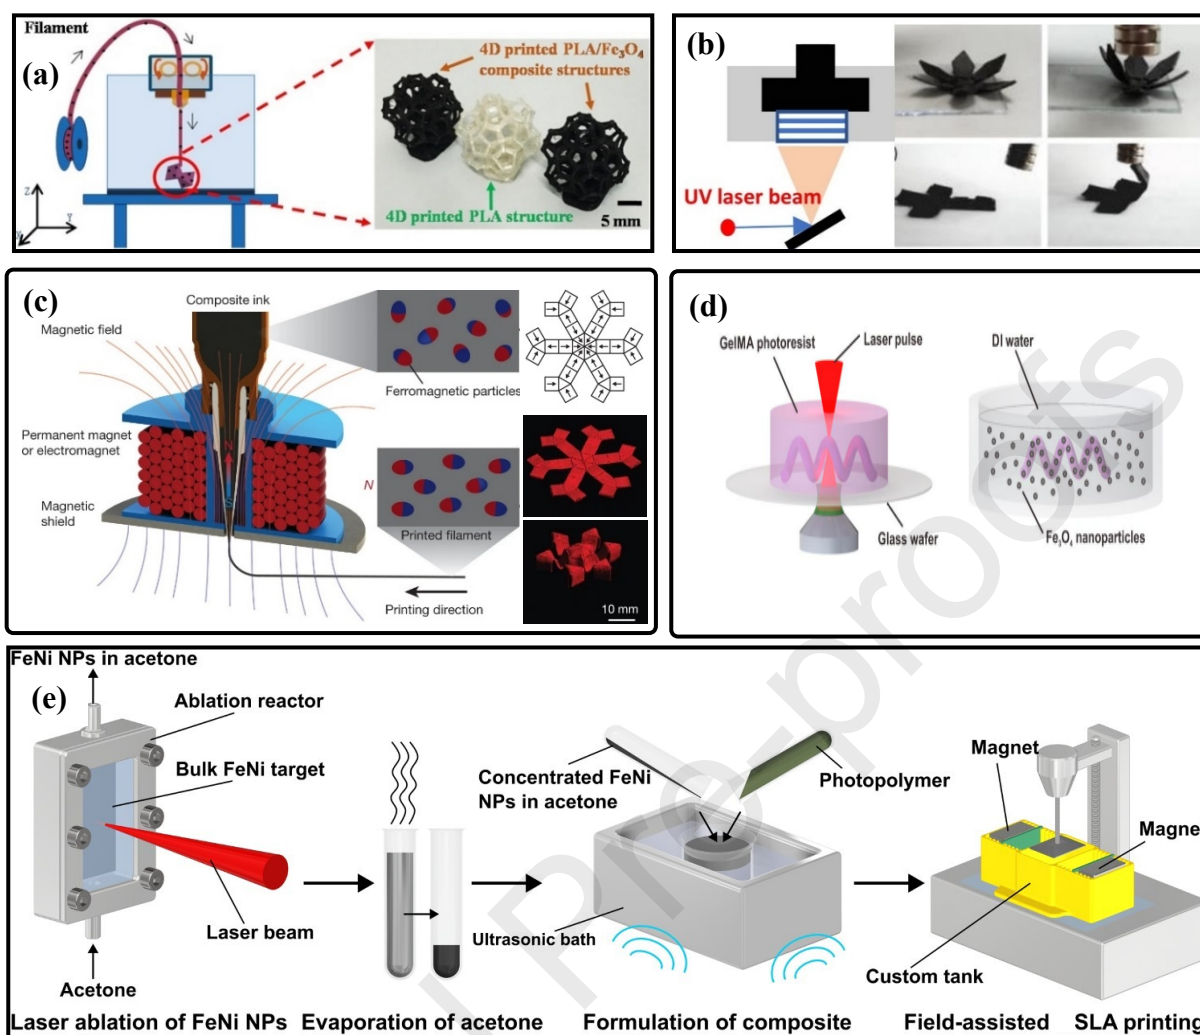 Filament
(a)
4D printed PLA/Fe₃O₄
composite structures
4D printed PLA structure
5 mm
Z
Y
X
(b)
UV laser beam
(c)
Composite ink
Magnetic field
Ferromagnetic particles
Permanent magnet
or electromagnet
N
S
N
Magnetic
shield
Printed filament
Printing direction
10 mm
(d)
GelMA photoresist
Laser pulse
DI water
Glass wafer
Fe₃O₄ nanoparticles
(e)
FeNi NPs in acetone
Ablation reactor
Bulk FeNi target
Laser beam
Acetone
Laser ablation of FeNi NPs
Evaporation of acetone
Concentrated FeNi
NPs in acetone
Photopolymer
Ultrasonic bath
Formulation of composite
Magnet
Magnet
Custom tank
Field-assisted SLA printing
l Pre-proofs